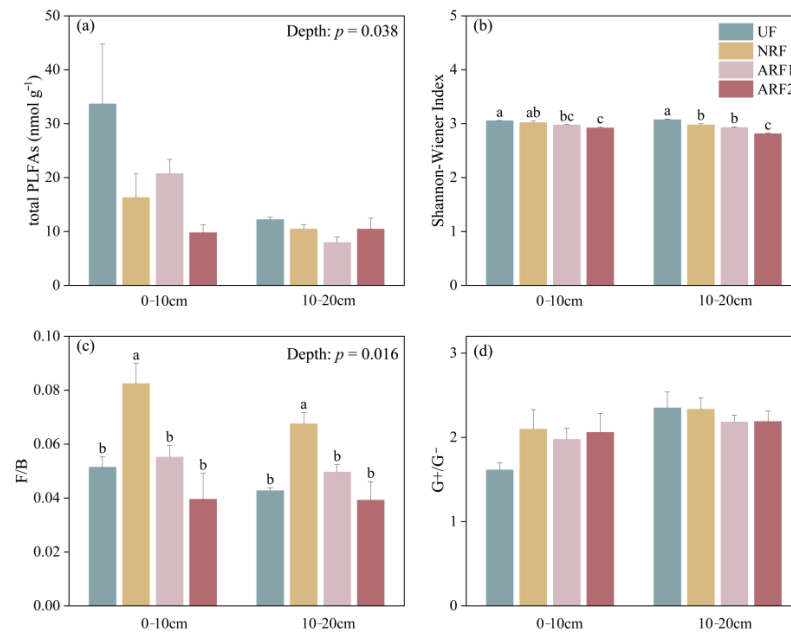 (a)
Depth: p = 0.038
total PLFAs (nmol g⁻¹)
50
40
30
20
10
0
0-10cm
10-20cm
(b)
UF
NRF
ARF1
ARF2
Shannon-Wiener Index
5
4
3
2
1
0
a
ab
bc
c
a
b
b
c
0-10cm
10-20cm
(c)
Depth: p = 0.016
F/B
0.10
0.08
0.06
0.04
0.02
0.00
b
a
b
b
b
a
b
b
0-10cm
10-20cm
(d)
G+/G-
3
2
1
0
0-10cm
10-20cm